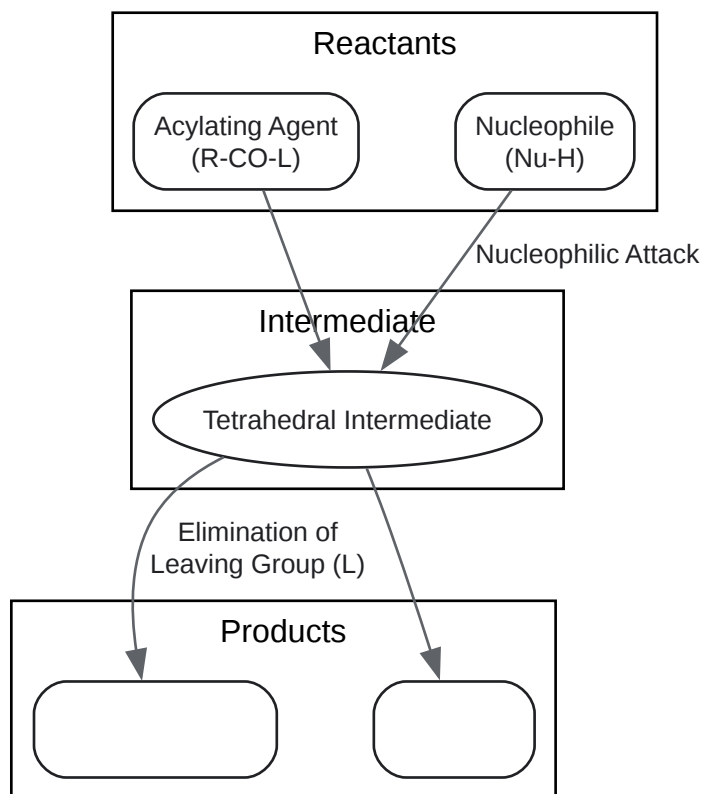 Reactants
Acylating Agent
(R-CO-L)
Nucleophile
(Nu-H)
Nucleophilic Attack
Intermediate
Tetrahedral Intermediate
Elimination of
Leaving Group (L)
Products